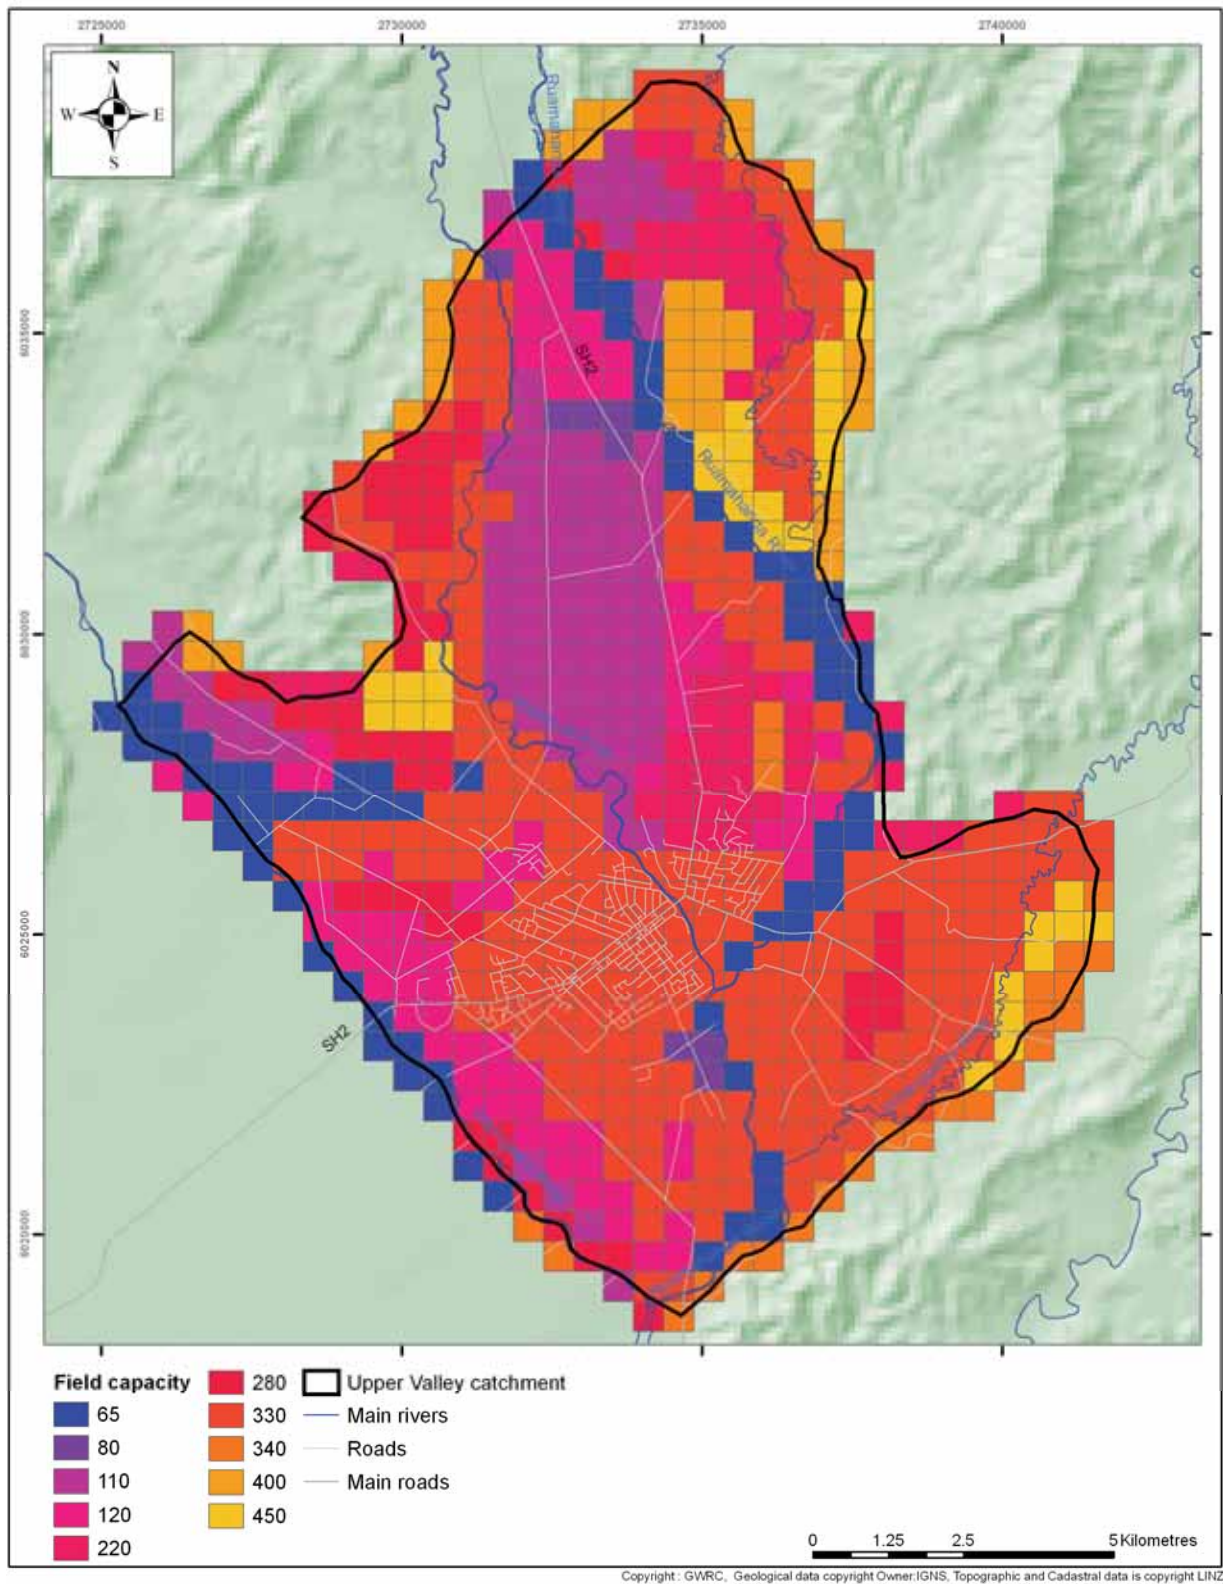 2725000 2730000 2735000 2740000
N
W E
S
Ruamahanga R
SH2
6035000
6030000
6025000
6020000
SH2
Field capacity
65
80
110
120
220
280
330
340
400
450
Upper Valley catchment
Main rivers
Roads
Main roads
0 1.25 2.5 5 Kilometres
Copyright : GWRC, Geological data copyright Owner:IGNS, Topographic and Cadastral data is copyright LINZ